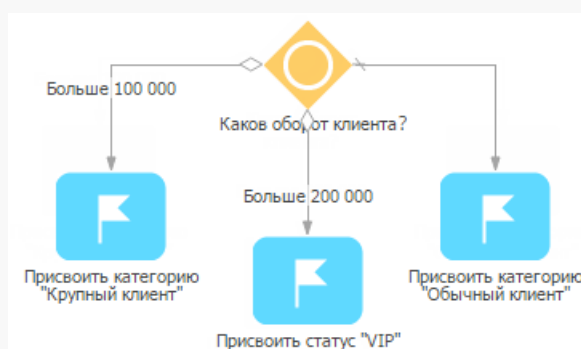 Больше 100 000
Каков оборот клиента?
Больше 200 000
Присвоить категорию
"Крупный клиент"
Присвоить статус "VIP"
Присвоить категорию
"Обычный клиент"